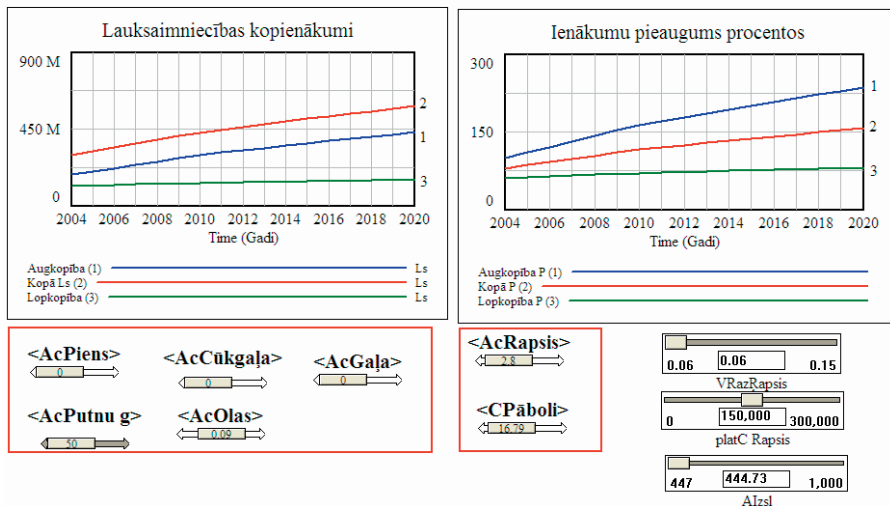 Lauksaimniecības kopienākumi
900 M
450 M
0
2
1
3
2004 2006 2008 2010 2012 2014 2016 2018 2020
Time (Gadi)
Augkopība (1) Ls
Kopā Ls (2) Ls
Lopkopība (3) Ls
Ienākumu pieaugums procentos
300
150
0
1
2
3
2004 2006 2008 2010 2012 2014 2016 2018 2020
Time (Gadi)
Augkopība P (1)
Kopā P (2)
Lopkopība P (3)
<AcPiens>
0
<AcCūkgaļa>
0
<AcGaļa>
0
<AcPutnu g>
50
<AcOlas>
0.09
<AcRapsis>
2.8
<CPāboli>
16.79
0.06 0.06 0.15
VRazRapsis
0 150,000 300,000
platC Rapsis
447 444.73 1,000
AIzsl